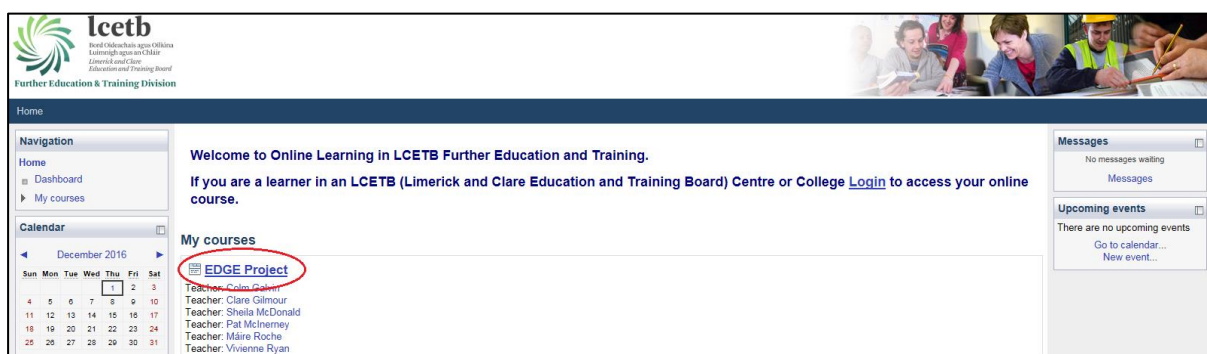 lcetb
Bord Oideachais agus Oiliúna
Luimnigh agus an Chláir
Limerick and Clare
Education and Training Board
Further Education & Training Division
Home
Navigation
Home
Dashboard
My courses
Calendar
December 2016
Sun Mon Tue Wed Thu Fri Sat
1 2 3
4 5 6 7 8 9 10
11 12 13 14 15 16 17
18 19 20 21 22 23 24
25 26 27 28 29 30 31
Welcome to Online Learning in LCETB Further Education and Training.
If you are a learner in an LCETB (Limerick and Clare Education and Training Board) Centre or College Login to access your online
course.
My courses
EDGE Project
Teacher: Colm Galvin
Teacher: Clare Gilmour
Teacher: Sheila McDonald
Teacher: Pat McInerney
Teacher: Máire Roche
Teacher: Vivienne Ryan
Messages
No messages waiting
Messages
Upcoming events
There are no upcoming events
Go to calendar...
New event...